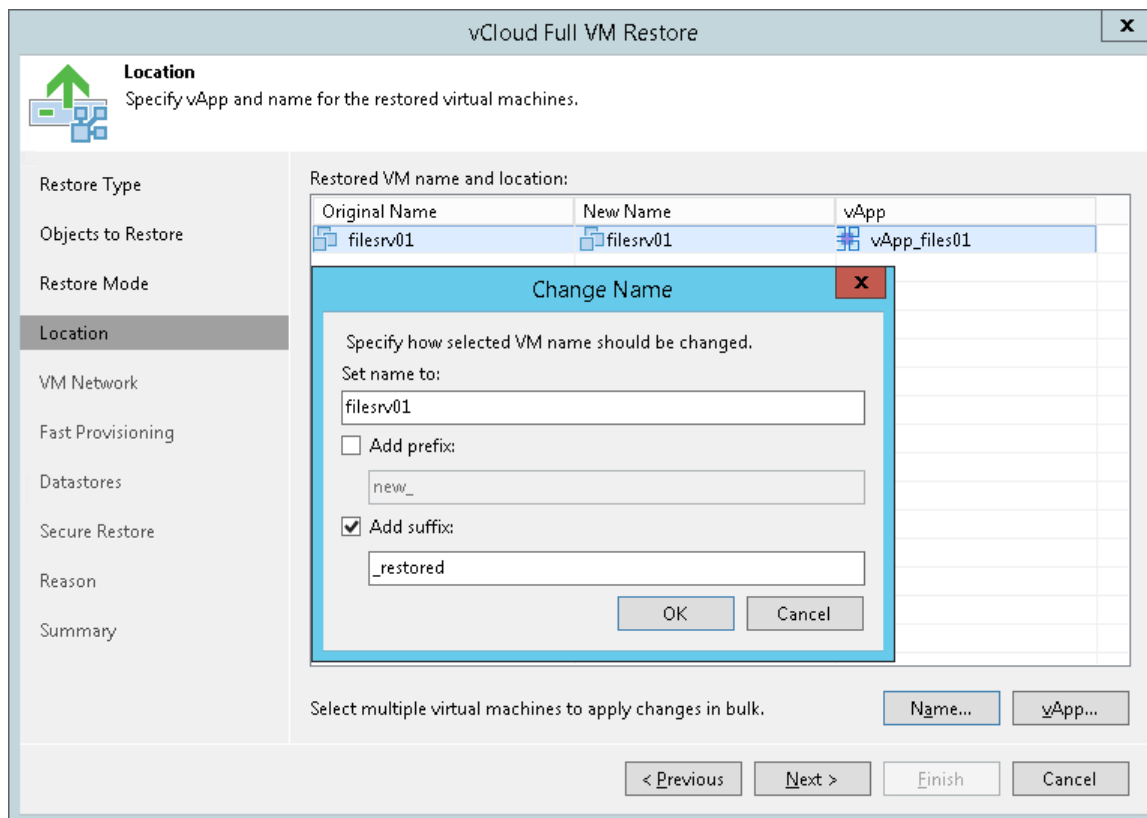 vCloud Full VM Restore
x
Location
Specify vApp and name for the restored virtual machines.
Restore Type
Objects to Restore
Restore Mode
Location
VM Network
Fast Provisioning
Datastores
Secure Restore
Reason
Summary
Restored VM name and location:
Original Name New Name vApp
filesrv01 filesrv01 vApp_files01
Change Name
x
Specify how selected VM name should be changed.
Set name to:
filesrv01
Add prefix:
new_
Add suffix:
_restored
OK Cancel
Select multiple virtual machines to apply changes in bulk.
Name... vApp...
< Previous Next > Finish Cancel